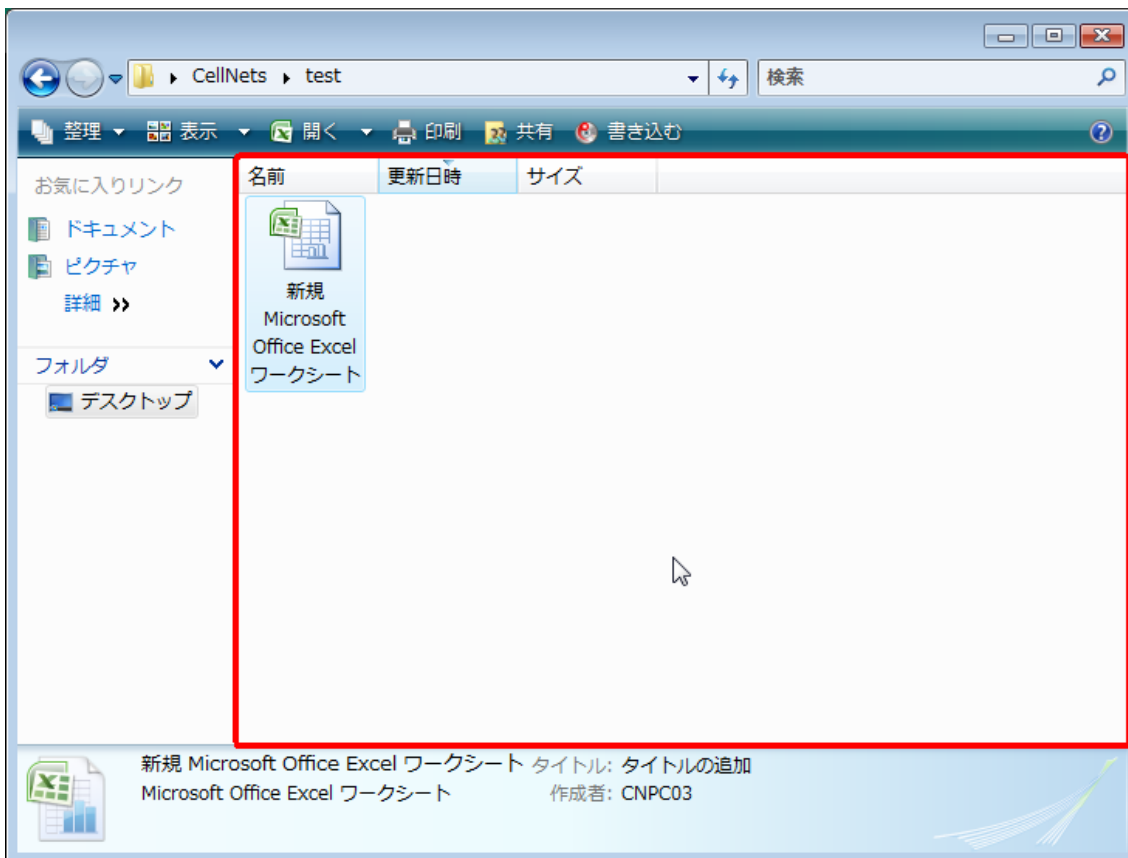 CellNets test
検索
整理 表示 開く 印刷 共有 書き込む
お気に入りリンク
ドキュメント
ピクチャ
詳細 >>
フォルダ
デスクトップ
名前 更新日時 サイズ
新規
Microsoft
Office Excel
ワークシート
新規 Microsoft Office Excel ワークシート タイトル: タイトルの追加
Microsoft Office Excel ワークシート 作成者: CNPC03